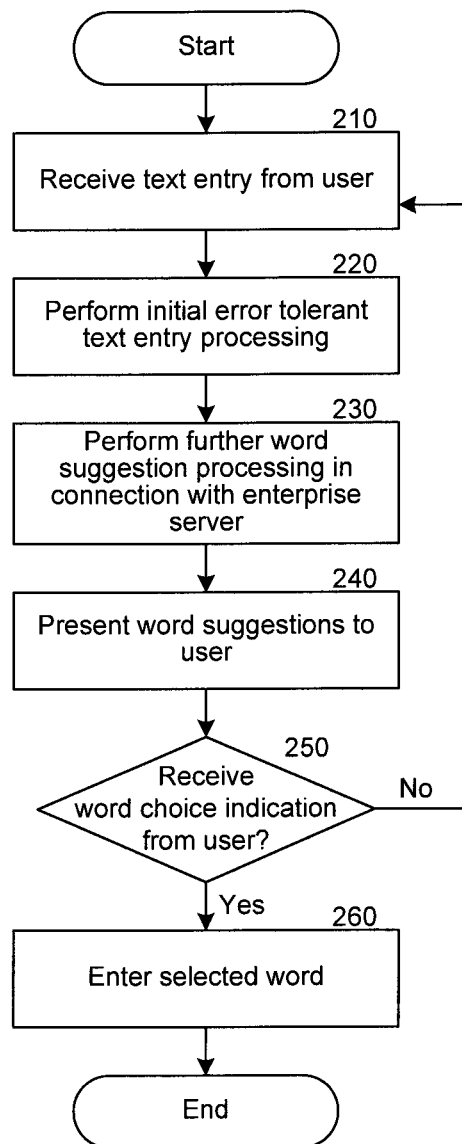 Start
210
Receive text entry from user
220
Perform initial error tolerant
text entry processing
230
Perform further word
suggestion processing in
connection with enterprise
server
240
Present word suggestions to
user
250
Receive
word choice indication
from user?
No
Yes
260
Enter selected word
End